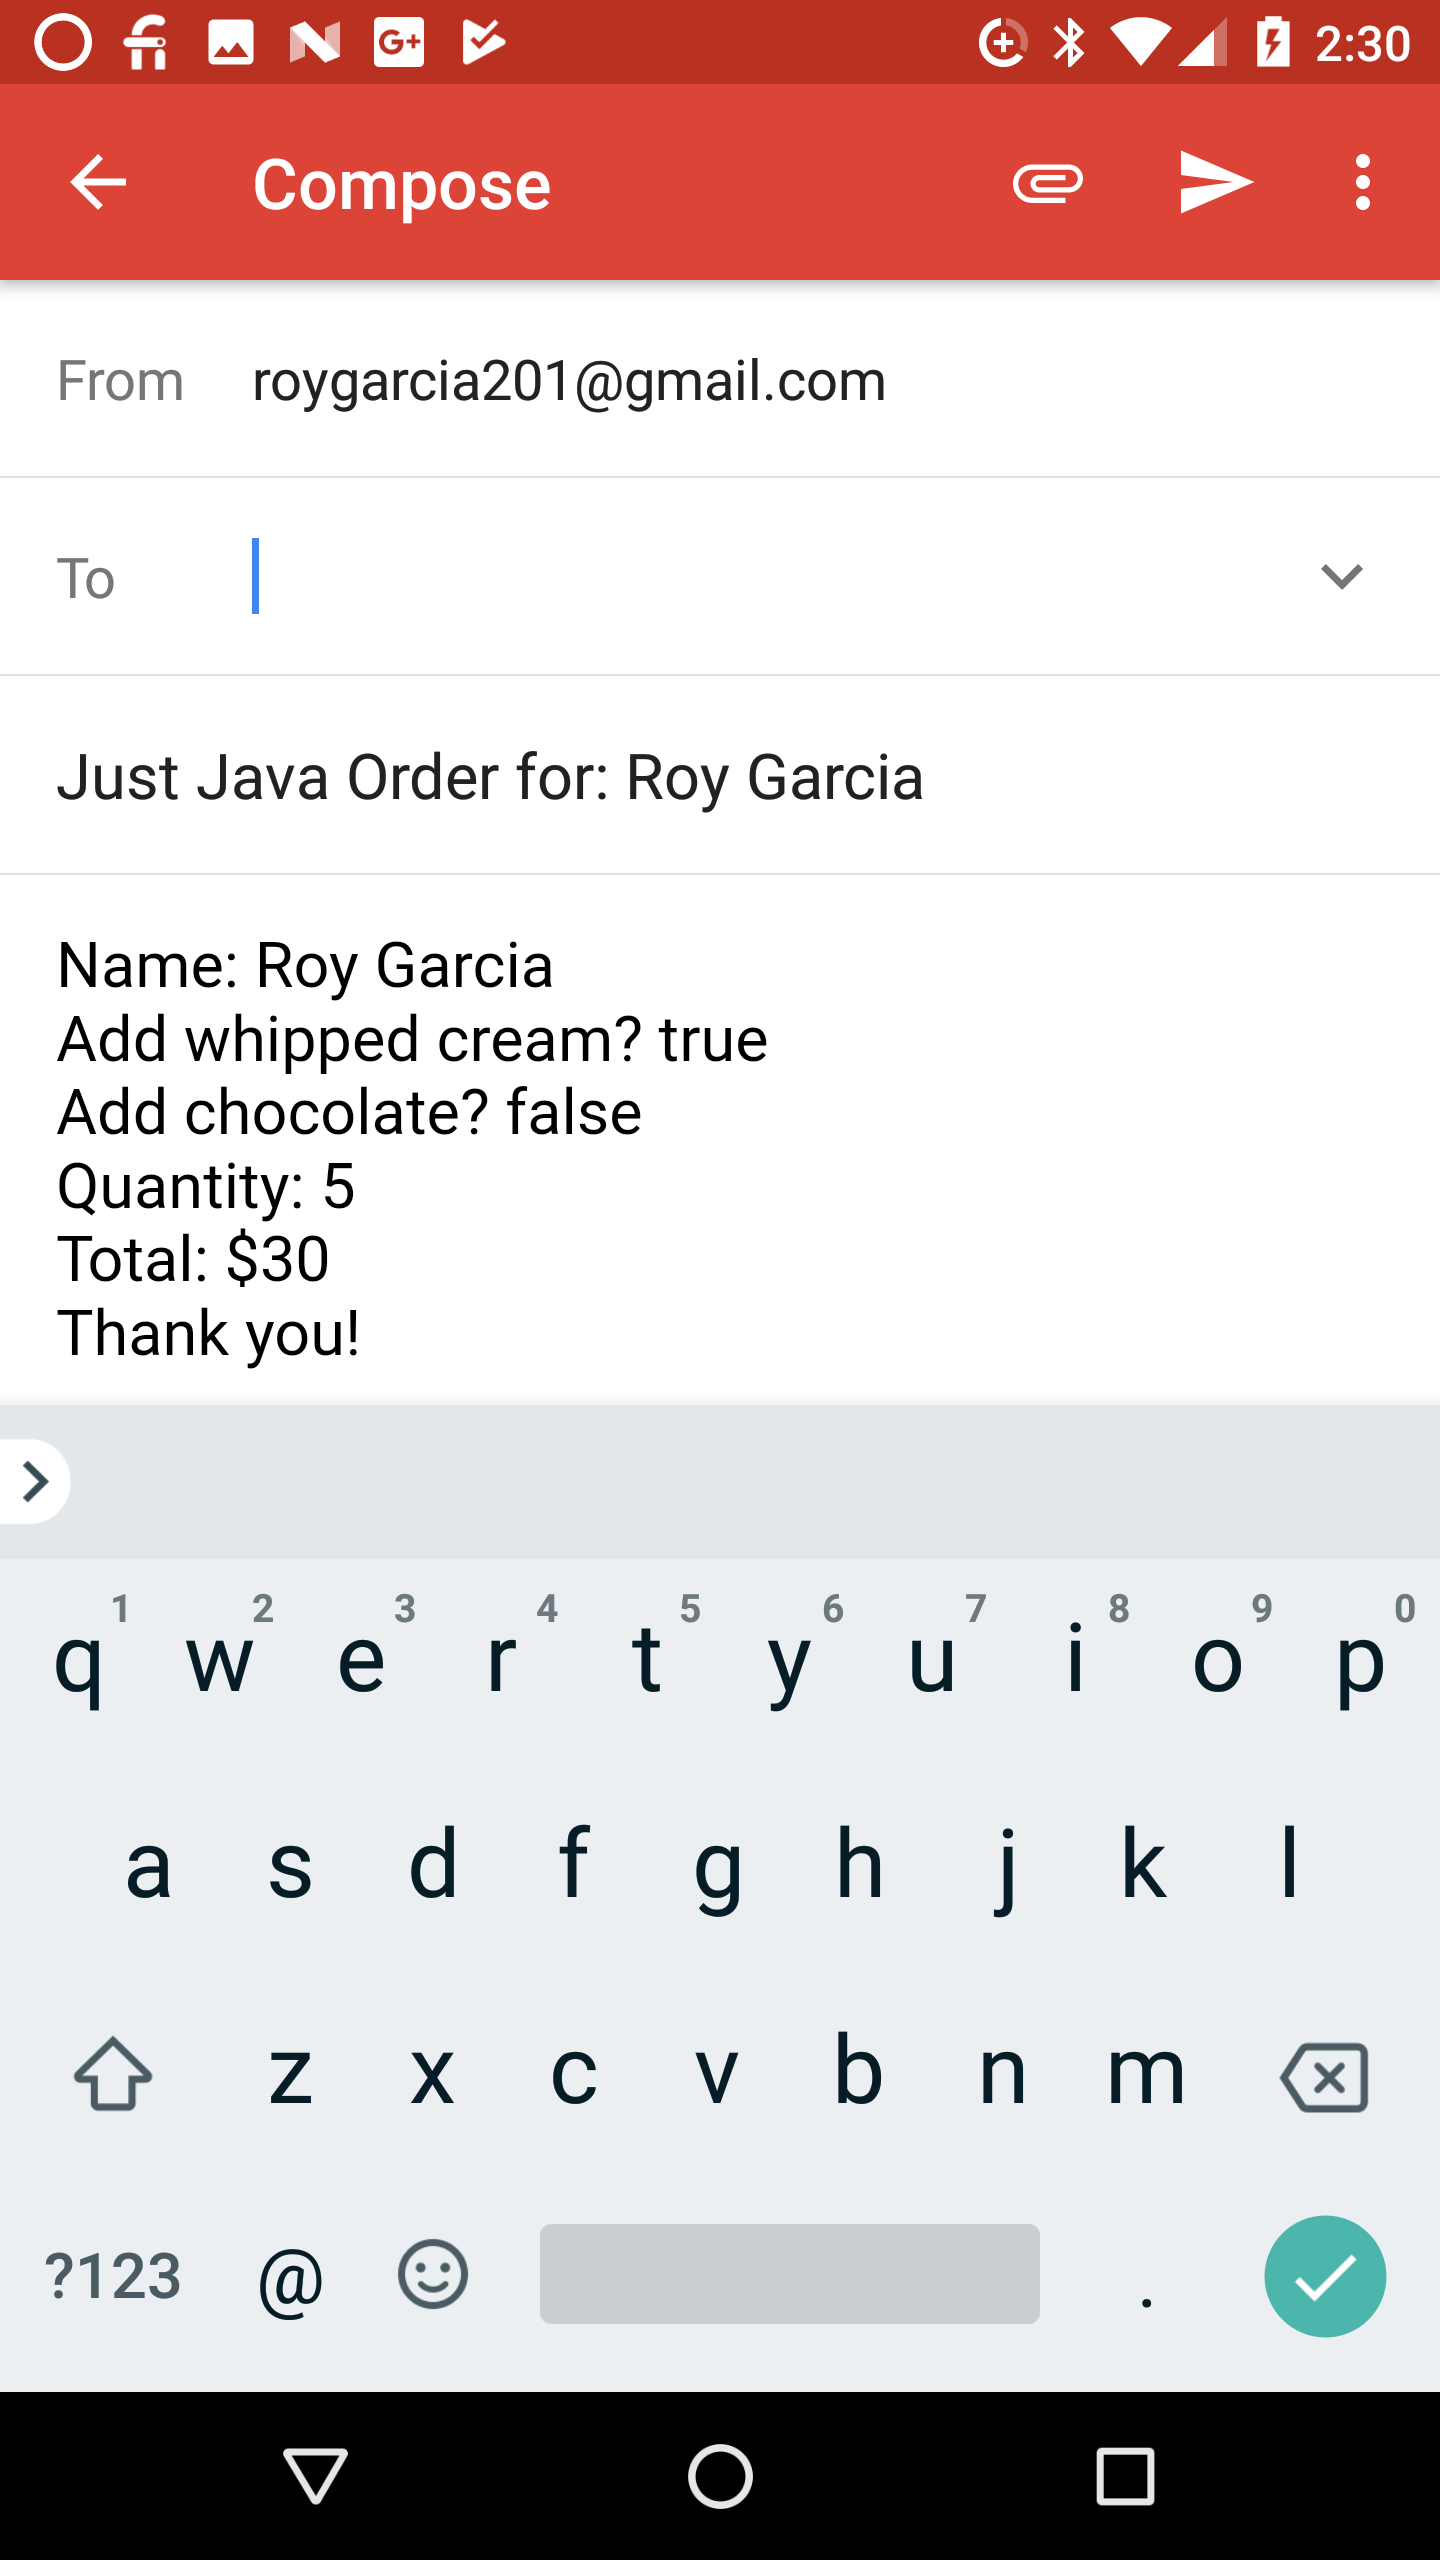 2:30
Compose
From roygarcia201@gmail.com
To
Just Java Order for: Roy Garcia
Name: Roy Garcia
Add whipped cream? true
Add chocolate? false
Quantity: 5
Total: $30
Thank you!
1 2 3 4 5 6 7 8 9 0
q w e r t y u i o p
a s d f g h j k l
z x c v b n m
?123 @ .